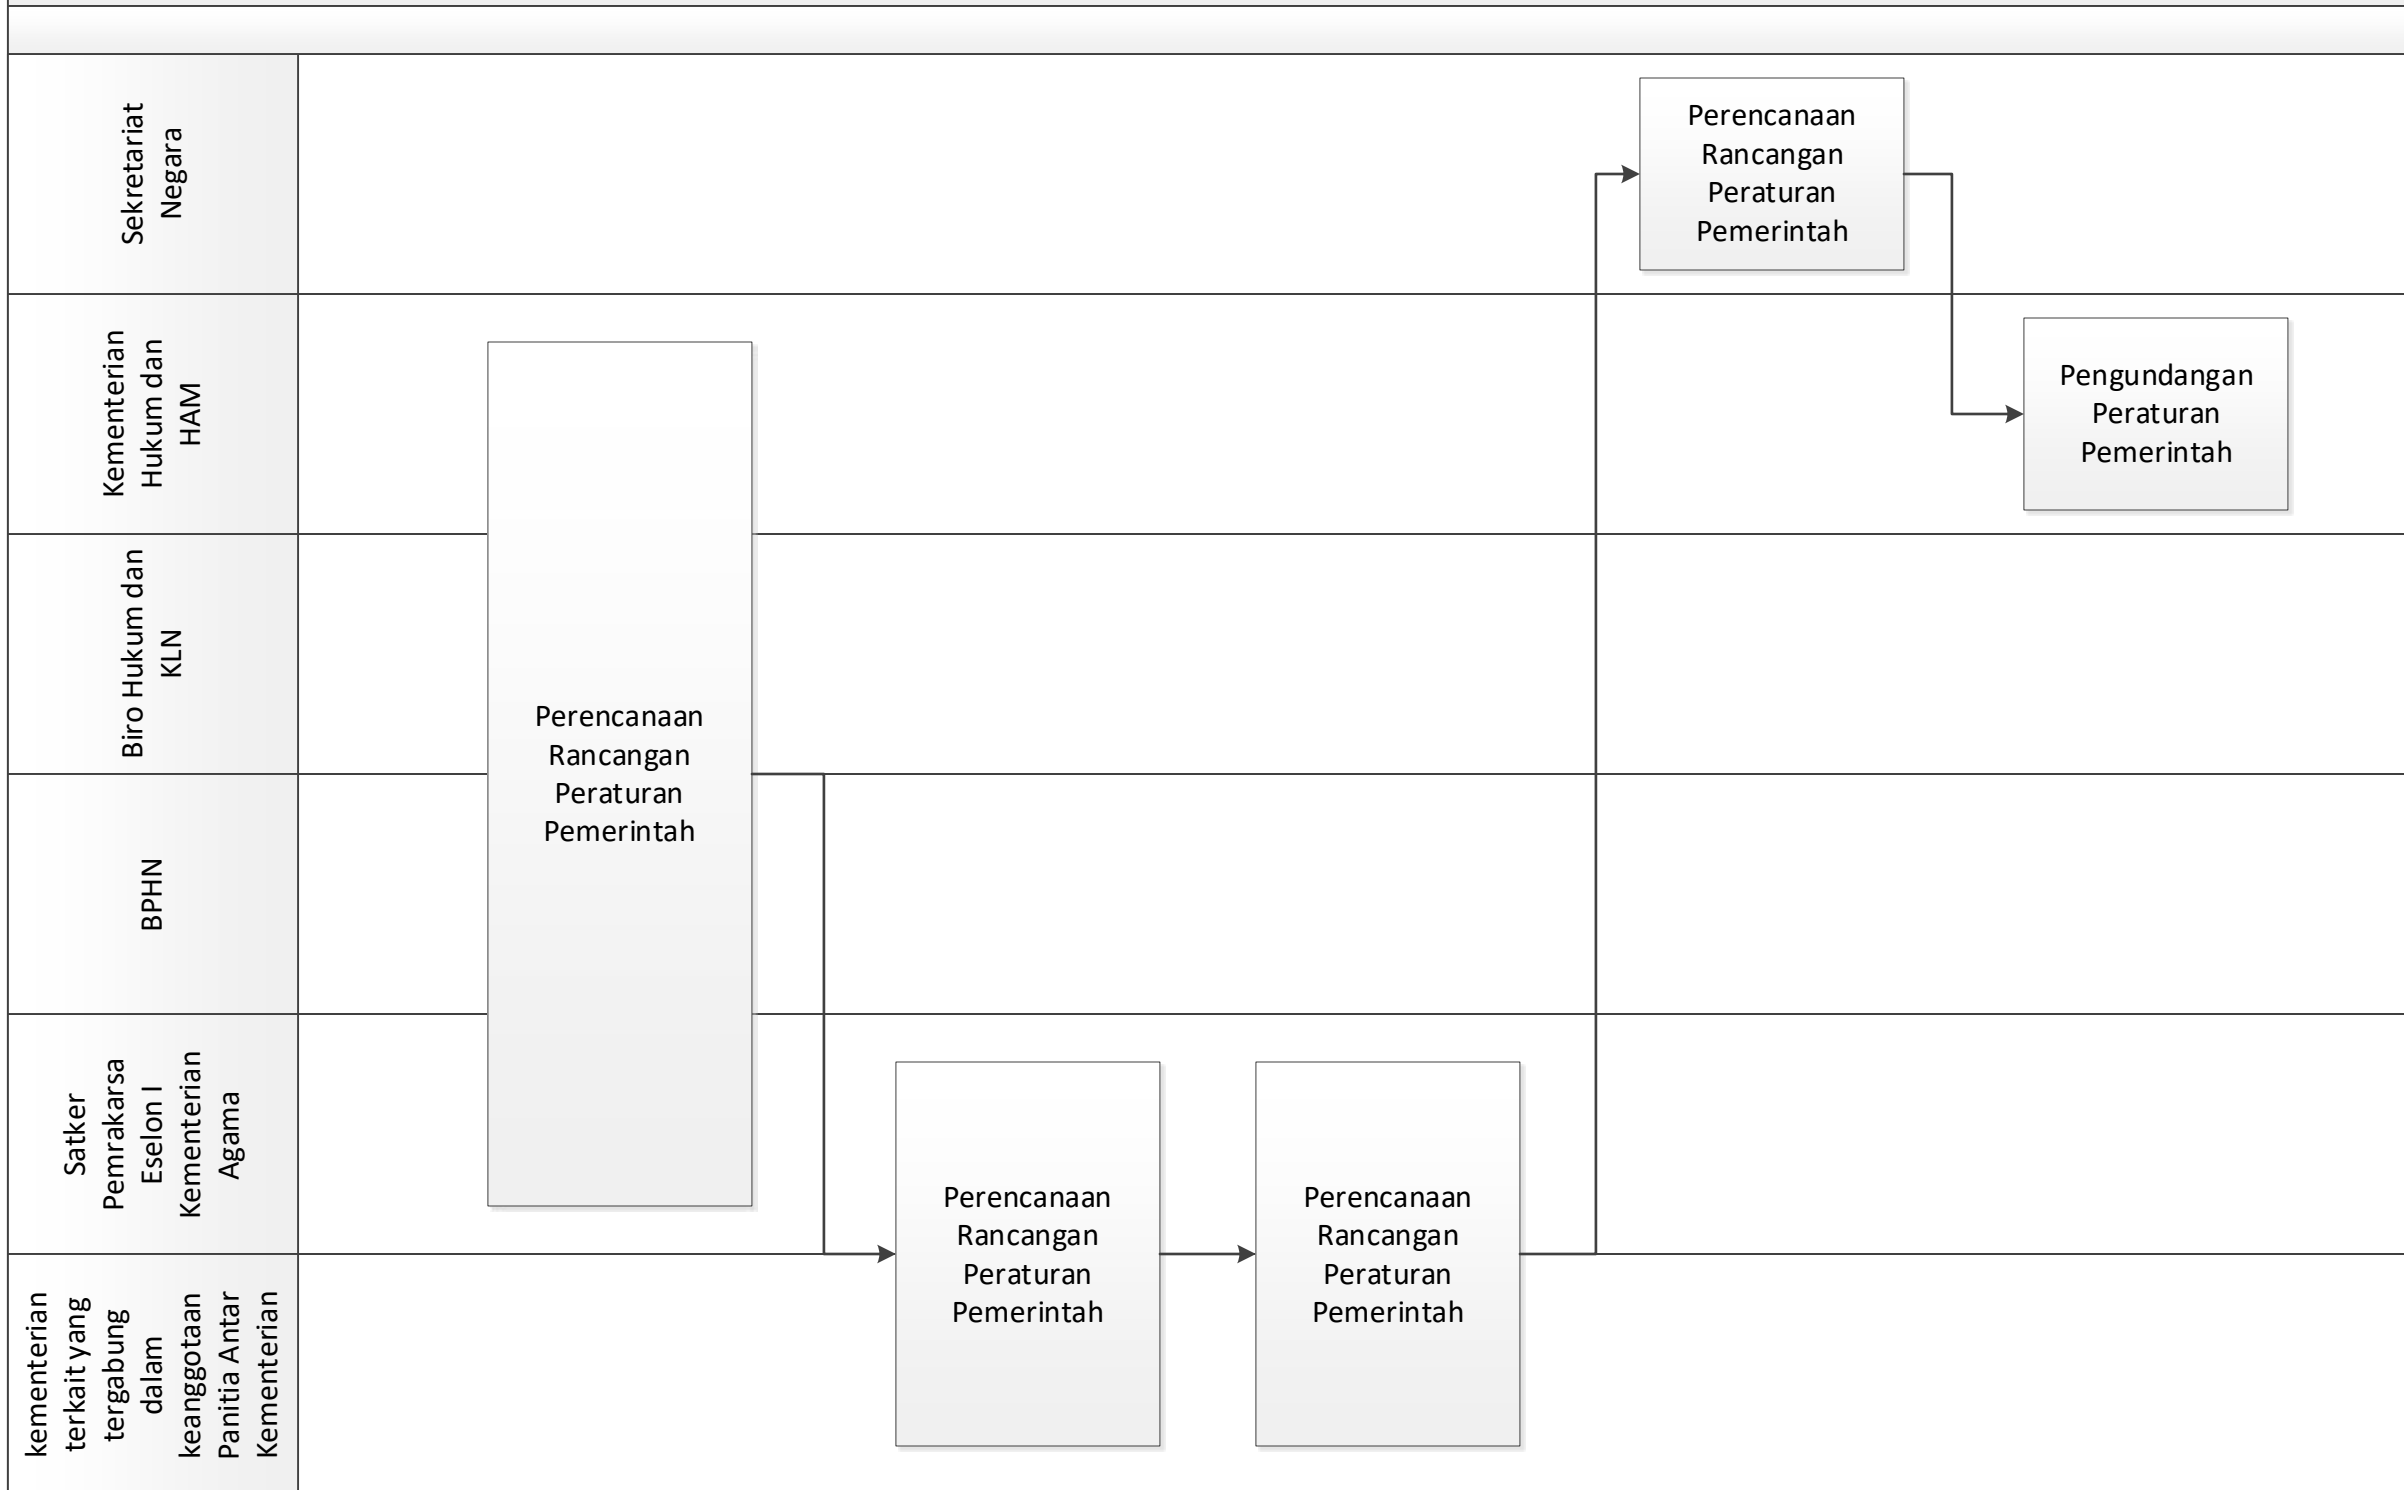 Sekretariat
Negara
Perencanaan
Rancangan
Peraturan
Pemerintah
Kementerian
Hukum dan
HAM
Pengundangan
Peraturan
Pemerintah
Biro Hukum dan
KLN
Perencanaan
Rancangan
Peraturan
Pemerintah
BPHN
Satker
Pemrakarsa
Eselon I
Kementerian
Agama
Perencanaan
Rancangan
Peraturan
Pemerintah
Perencanaan
Rancangan
Peraturan
Pemerintah
kementerian
terkait yang
tergabung
dalam
keanggotaan
Panitia Antar
Kementerian